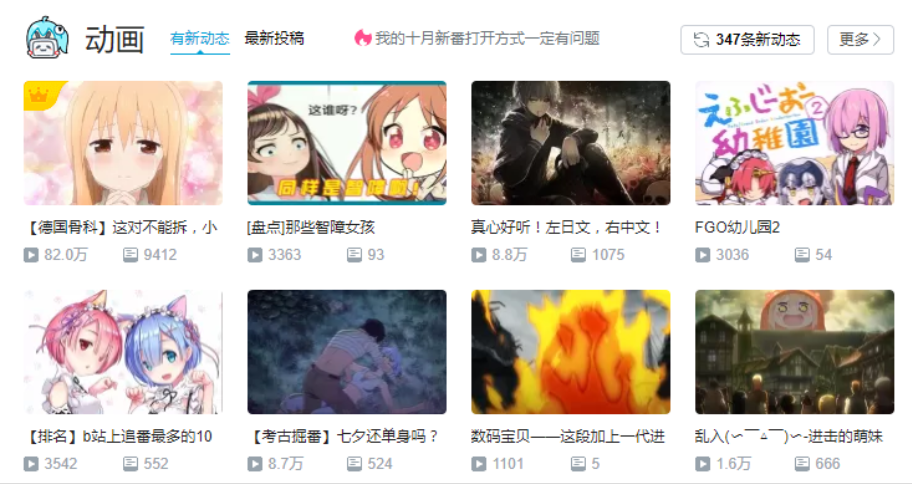 动画 有新动态 最新投稿 我的十月新番打开方式一定有问题 347条新动态 更多
这谁呀?
同样是智障戲!
えふじーおー
2
幼稚園
【德国骨科】这对不能拆，小 [盘点]那些智障女孩 真心好听！左日文，右中文！ FGO幼儿园2
82.0万 9412 3363 93 8.8万 1075 3036 54
【排名】b站上追番最多的10 【考古掘番】七夕还单身吗？ 数码宝贝——这段加上一代进 乱入(∽￣▵￣)∽-进击的萌妹
3542 552 8.7万 524 1101 5 1.6万 666